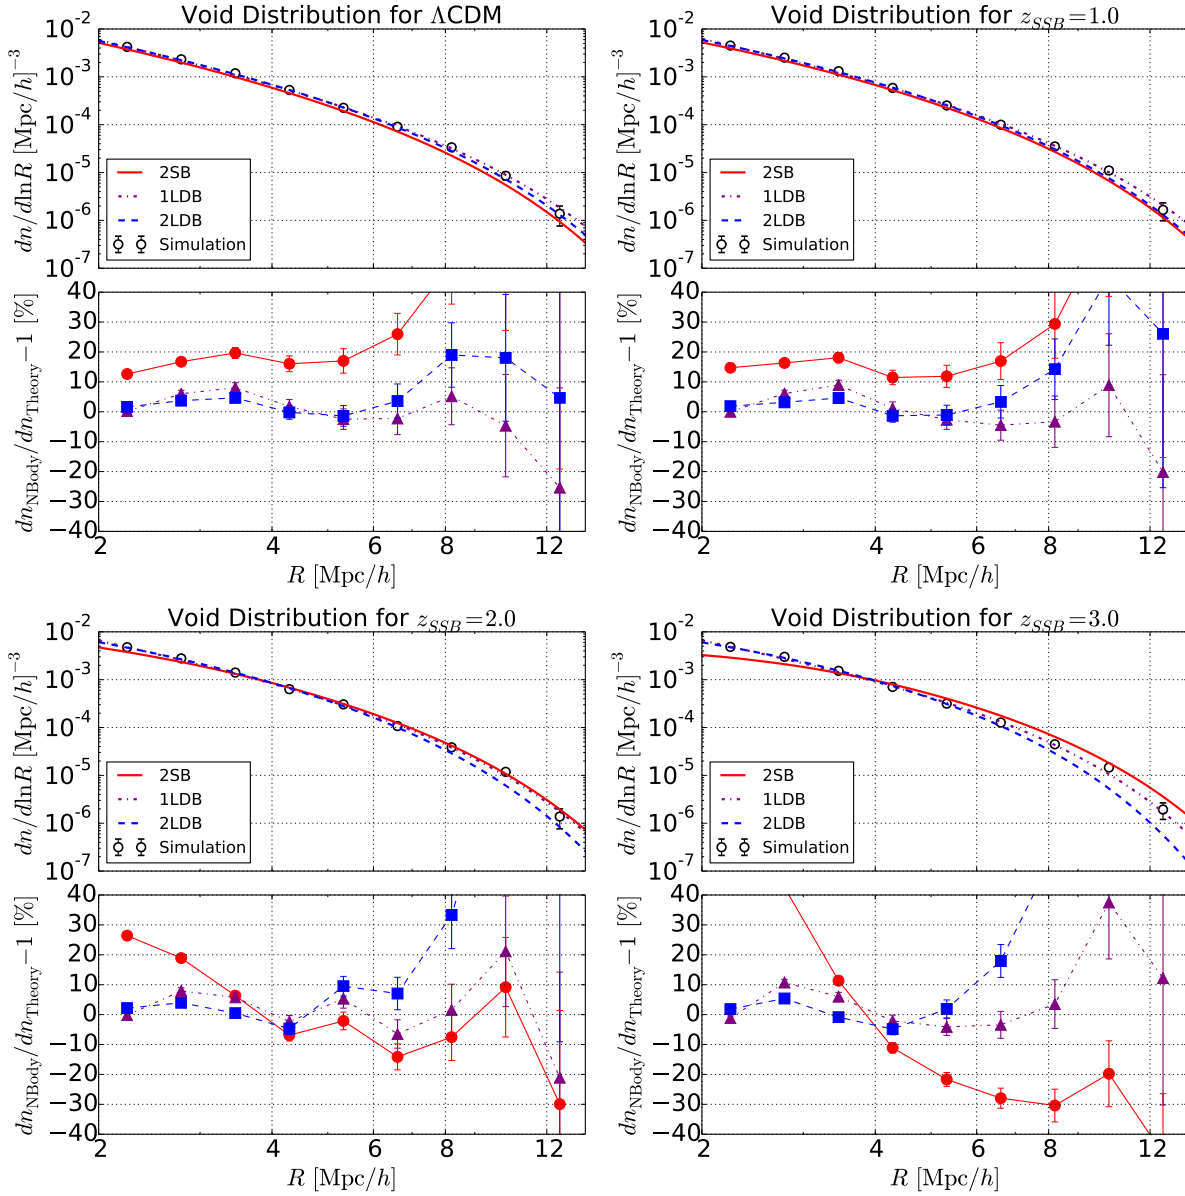 Void Distribution for ΛCDM
dn/dlnR [Mpc/h]⁻³
10⁻²
10⁻³
10⁻⁴
10⁻⁵
10⁻⁶
10⁻⁷
2SB
1LDB
2LDB
Simulation
dn_NBody/dn_Theory−1 [%]
40
30
20
10
0
−10
−20
−30
−40
2 4 6 8 12
R [Mpc/h]
Void Distribution for z_SSB=1.0
dn/dlnR [Mpc/h]⁻³
10⁻²
10⁻³
10⁻⁴
10⁻⁵
10⁻⁶
10⁻⁷
2SB
1LDB
2LDB
Simulation
dn_NBody/dn_Theory−1 [%]
40
30
20
10
0
−10
−20
−30
−40
2 4 6 8 12
R [Mpc/h]
Void Distribution for z_SSB=2.0
dn/dlnR [Mpc/h]⁻³
10⁻²
10⁻³
10⁻⁴
10⁻⁵
10⁻⁶
10⁻⁷
2SB
1LDB
2LDB
Simulation
dn_NBody/dn_Theory−1 [%]
40
30
20
10
0
−10
−20
−30
−40
2 4 6 8 12
R [Mpc/h]
Void Distribution for z_SSB=3.0
dn/dlnR [Mpc/h]⁻³
10⁻²
10⁻³
10⁻⁴
10⁻⁵
10⁻⁶
10⁻⁷
2SB
1LDB
2LDB
Simulation
dn_NBody/dn_Theory−1 [%]
40
30
20
10
0
−10
−20
−30
−40
2 4 6 8 12
R [Mpc/h]